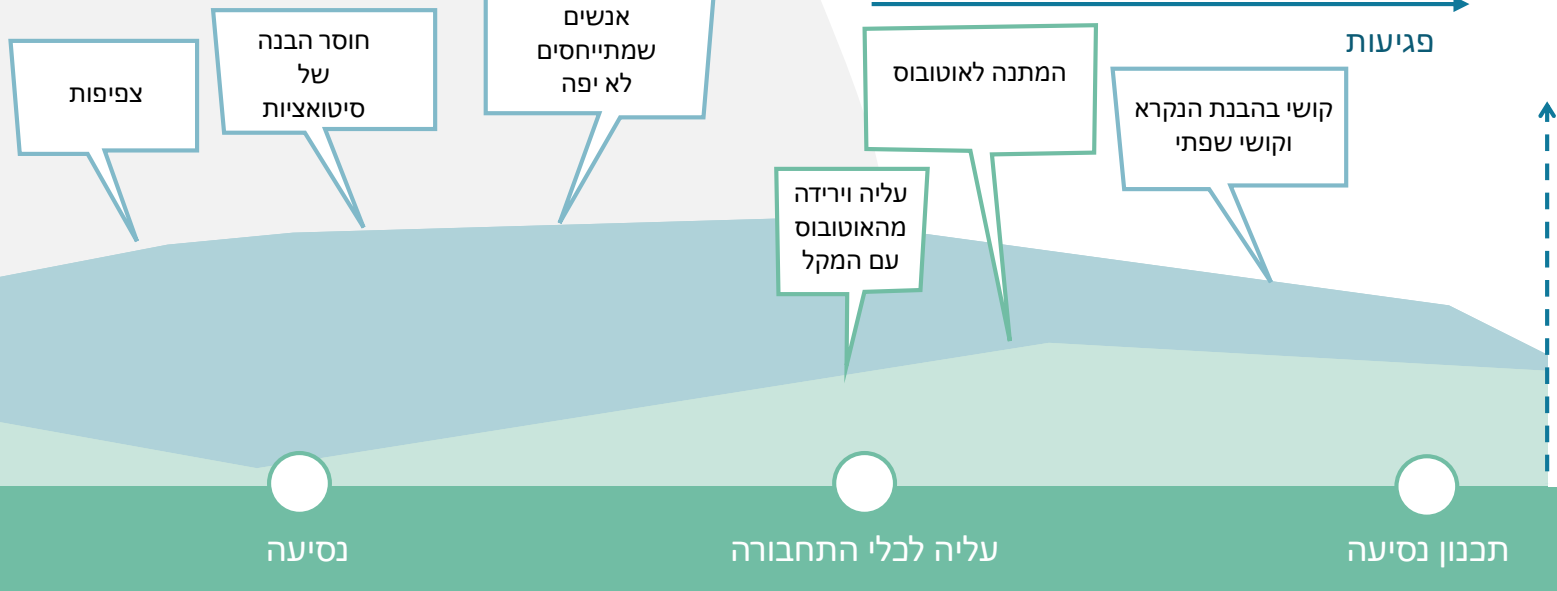 פגיעות
קושי בהבנת הנקרא
וקושי שפתי
המתנה לאוטובוס
עליה וירידה
מהאוטובוס
עם המקל
אנשים
שמתייחסים
לא יפה
חוסר הבנה
של
סיטואציות
צפיפות
תכנון נסיעה
עליה לכלי התחבורה
נסיעה